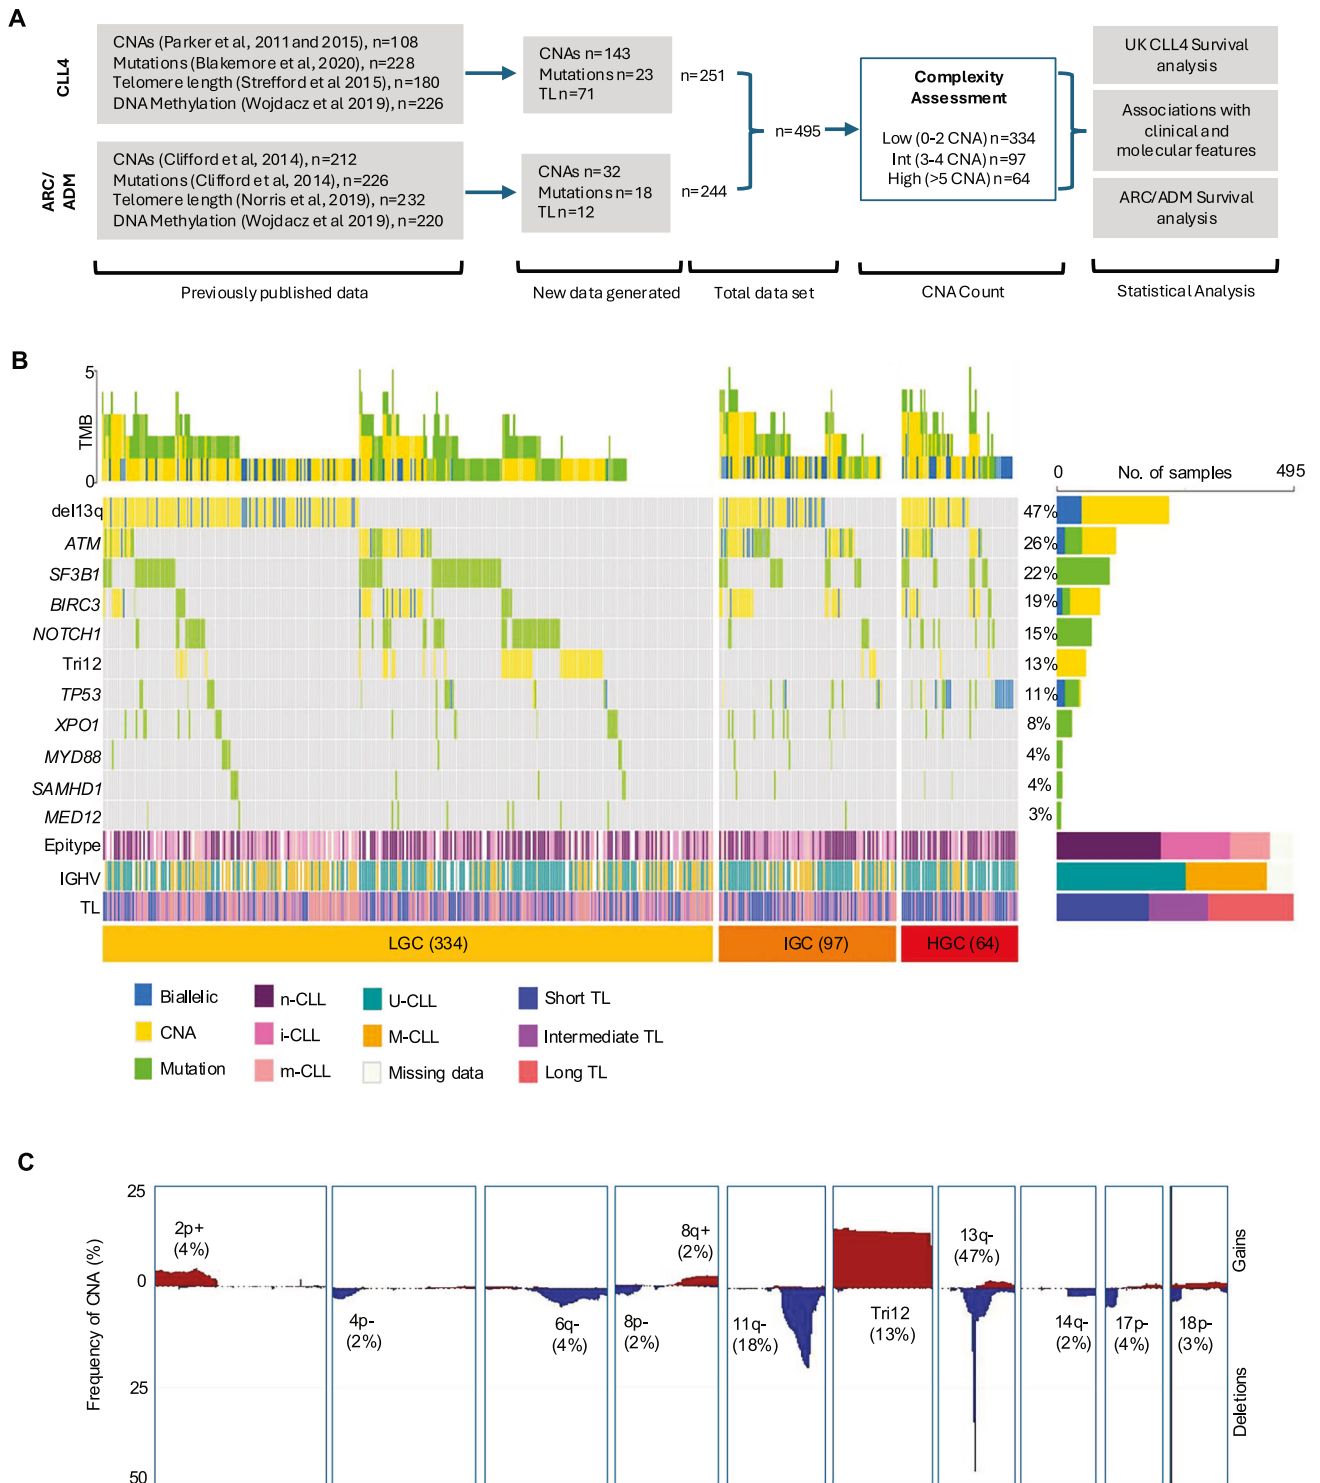 A
CLL4
CNAs (Parker et al, 2011 and 2015), n=108
Mutations (Blakemore et al, 2020), n=228
Telomere length (Strefford et al 2015), n=180
DNA Methylation (Wojdacz et al 2019), n=226
CNAs n=143
Mutations n=23
TL n=71
n=251
ARC/
ADM
CNAs (Clifford et al, 2014), n=212
Mutations (Clifford et al, 2014), n=226
Telomere length (Norris et al, 2019), n=232
DNA Methylation (Wojdacz et al 2019), n=220
CNAs n=32
Mutations n=18
TL n=12
n=244
n=495
Complexity
Assessment
Low (0-2 CNA) n=334
Int (3-4 CNA) n=97
High (>5 CNA) n=64
UK CLL4 Survival
analysis
Associations with
clinical and
molecular features
ARC/ADM Survival
analysis
Previously published data
New data generated
Total data set
CNA Count
Statistical Analysis
B
5
TMB
0
0 No. of samples 495
del13q 47%
ATM 26%
SF3B1 22%
BIRC3 19%
NOTCH1 15%
Tri12 13%
TP53 11%
XPO1 8%
MYD88 4%
SAMHD1 4%
MED12 3%
Epitype
IGHV
TL
LGC (334) IGC (97) HGC (64)
Biallelic n-CLL U-CLL Short TL
CNA i-CLL M-CLL Intermediate TL
Mutation m-CLL Missing data Long TL
C
Frequency of CNA (%)
25
0
25
50
2p+
(4%)
4p-
(2%)
6q-
(4%)
8q+
(2%)
8p-
(2%)
11q-
(18%)
Tri12
(13%)
13q-
(47%)
14q-
(2%)
17p-
(4%)
18p-
(3%)
Gains
Deletions